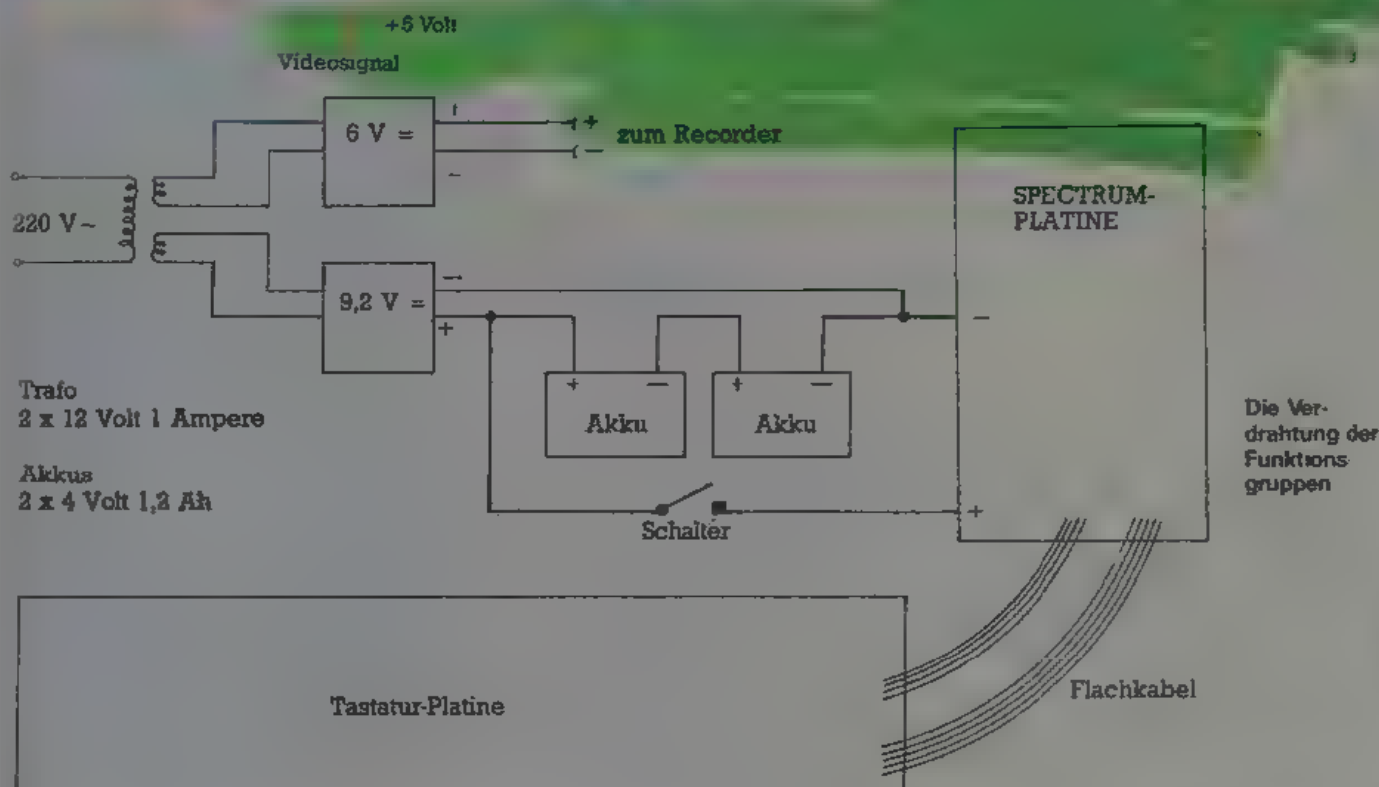 +5 Volt
Videosignal
6 V =
+
-
+
-
zum Recorder
220 V~
9,2 V =
-
+
SPECTRUM-
PLATINE
-
+
Trafo
2 x 12 Volt 1 Ampere
Akkus
2 x 4 Volt 1,2 Ah
+ -
Akku
+ -
Akku
Schalter
Die Ver-
drahtung der
Funktions
gruppen
Tastatur-Platine
Flachkabel